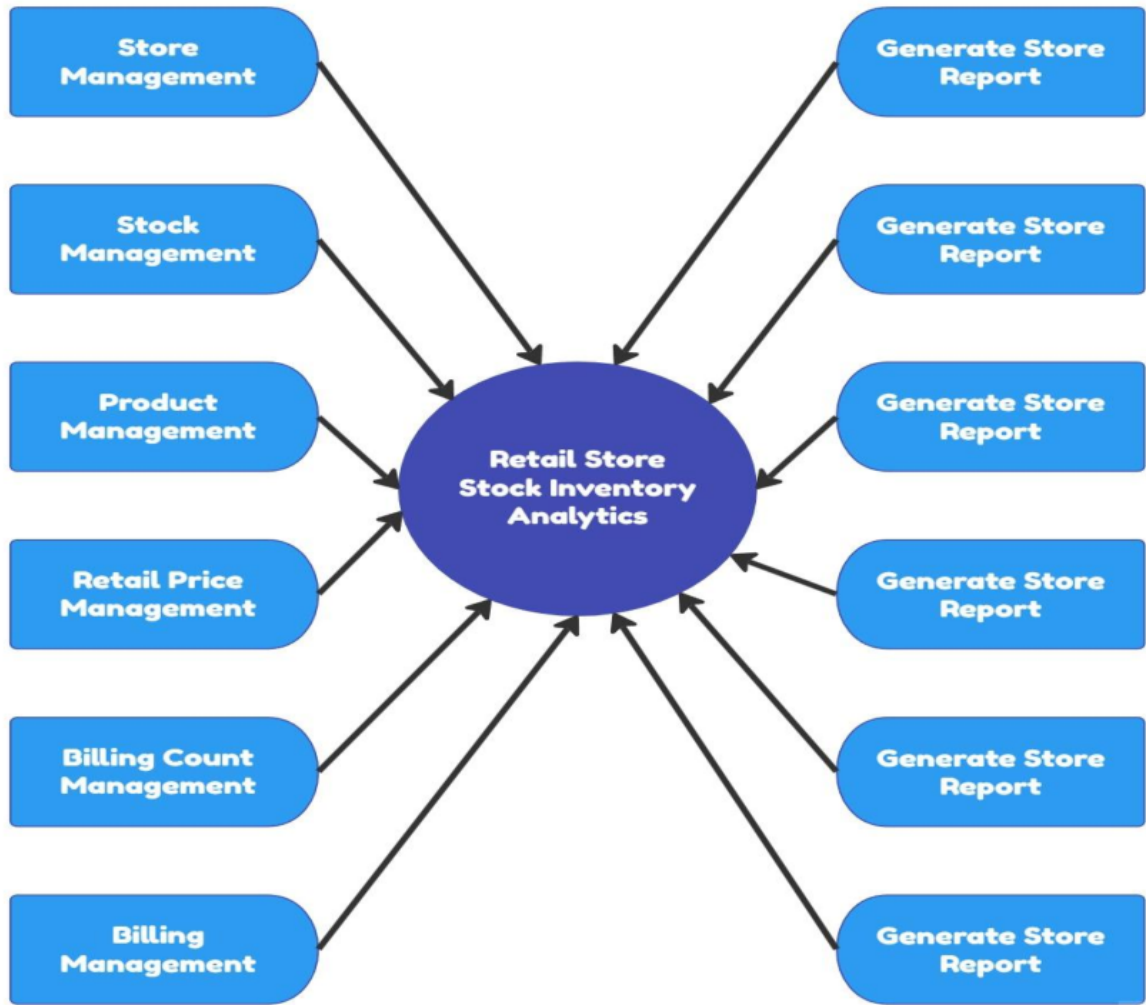 Store
Management
Generate Store
Report
Stock
Management
Generate Store
Report
Product
Management
Generate Store
Report
Retail Store
Stock Inventory
Analytics
Retail Price
Management
Generate Store
Report
Billing Count
Management
Generate Store
Report
Billing
Management
Generate Store
Report